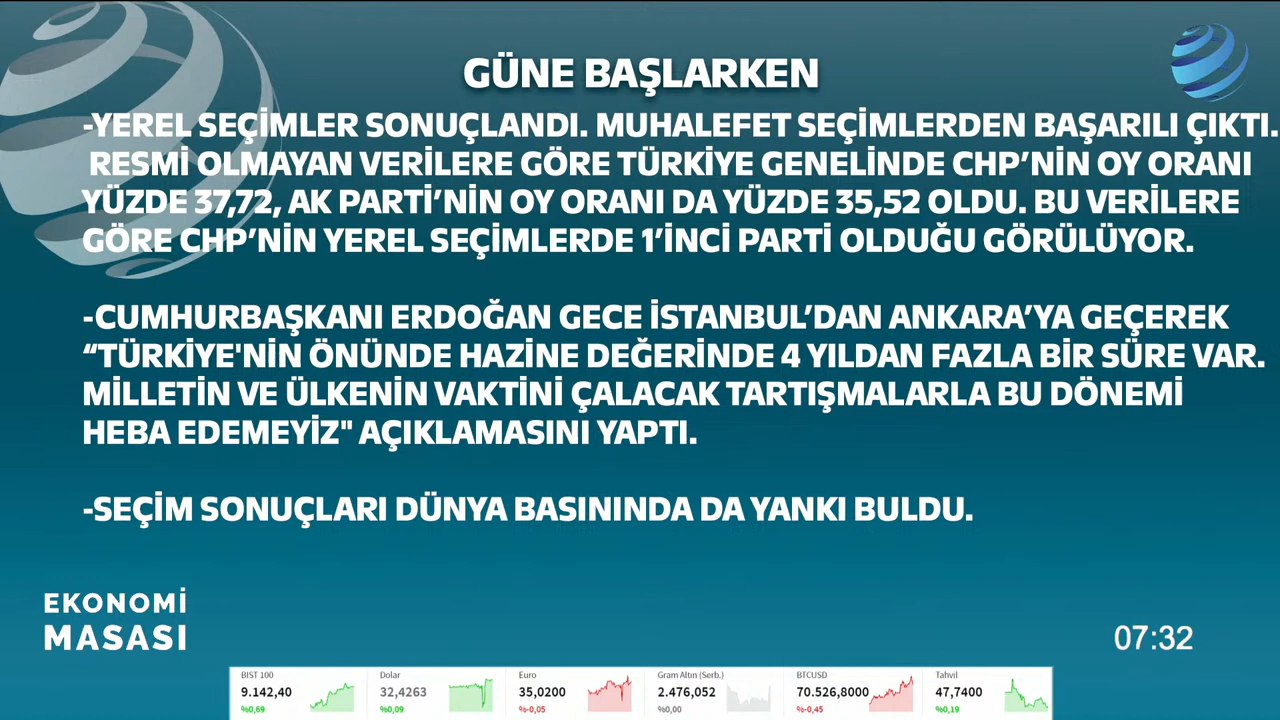 GÜNE BAŞLARKEN
-YEREL SEÇİMLER SONUÇLANDI. MUHALEFET SEÇİMLERDEN BAŞARILI ÇIKTI.
RESMİ OLMAYAN VERİLERE GÖRE TÜRKİYE GENELİNDE CHP’NİN OY ORANI
YÜZDE 37,72, AK PARTİ’NİN OY ORANI DA YÜZDE 35,52 OLDU. BU VERİLERE
GÖRE CHP’NİN YEREL SEÇİMLERDE 1’İNCİ PARTİ OLDUĞU GÖRÜLÜYOR.
-CUMHURBAŞKANI ERDOĞAN GECE İSTANBUL’DAN ANKARA’YA GEÇEREK
“TÜRKİYE'NİN ÖNÜNDE HAZİNE DEĞERİNDE 4 YILDAN FAZLA BİR SÜRE VAR.
MİLLETİN VE ÜLKENİN VAKTİNİ ÇALACAK TARTIŞMALARLA BU DÖNEMİ
HEBA EDEMEYİZ" AÇIKLAMASINI YAPTI.
-SEÇİM SONUÇLARI DÜNYA BASININDA DA YANKI BULDU.
EKONOMİ
MASASI
07:32
BIST 100 Dolar Euro Gram Altın (Serb.) BTCUSD Tahvil
9.142,40 32,4263 35,0200 2.476,052 70.526,8000 47,7400
%0,69 %0,09 %-0,05 %0,00 %-0,45 %0,19